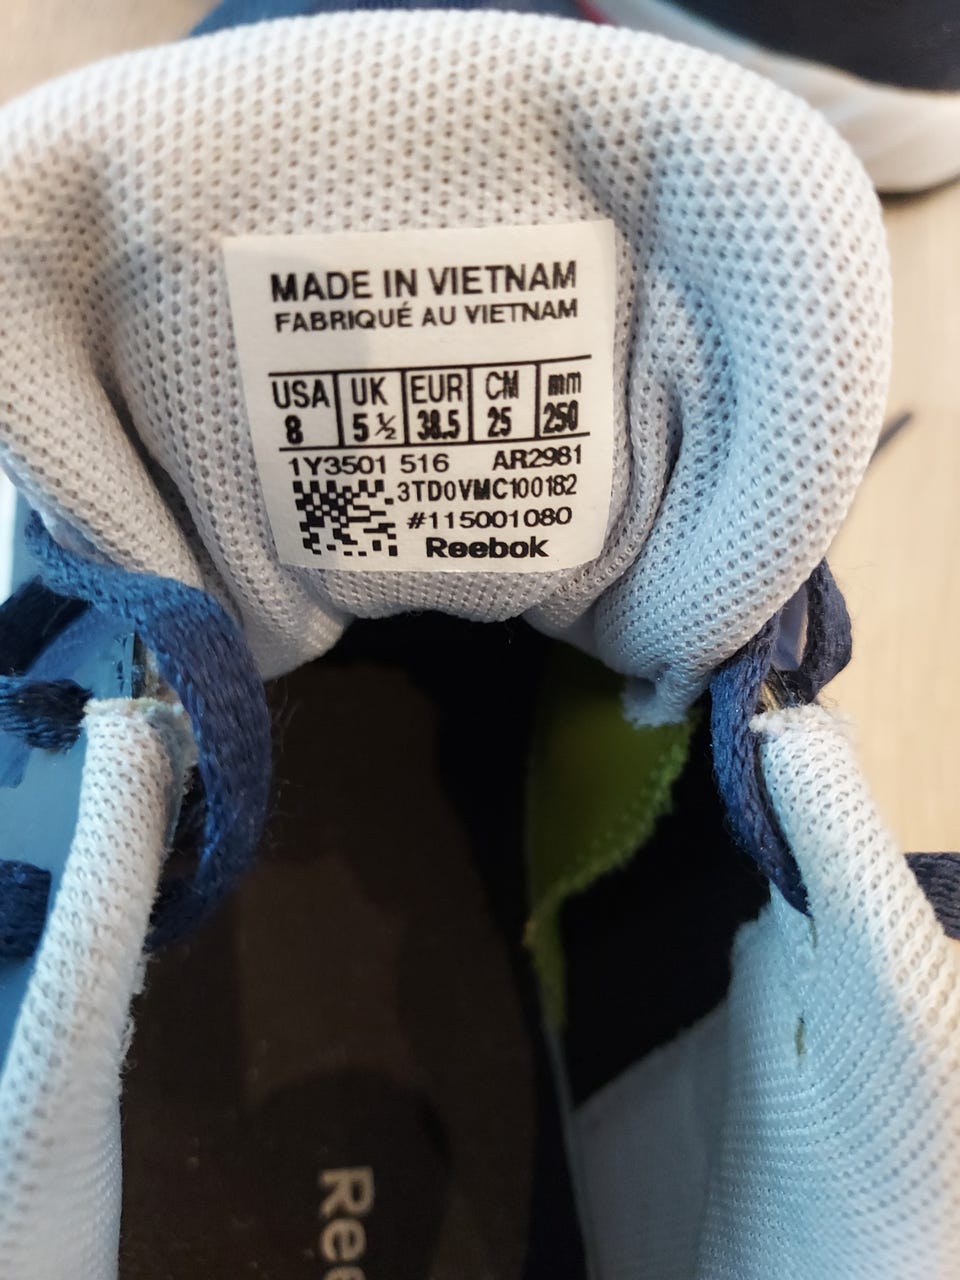 MADE IN VIETNAM
FABRIQUÉ AU VIETNAM
USA UK EUR CM mm
8 5½ 38.5 25 250
1Y3501 516 AR2981
3TD0VMC100182
#115001080
Reebok
Ree